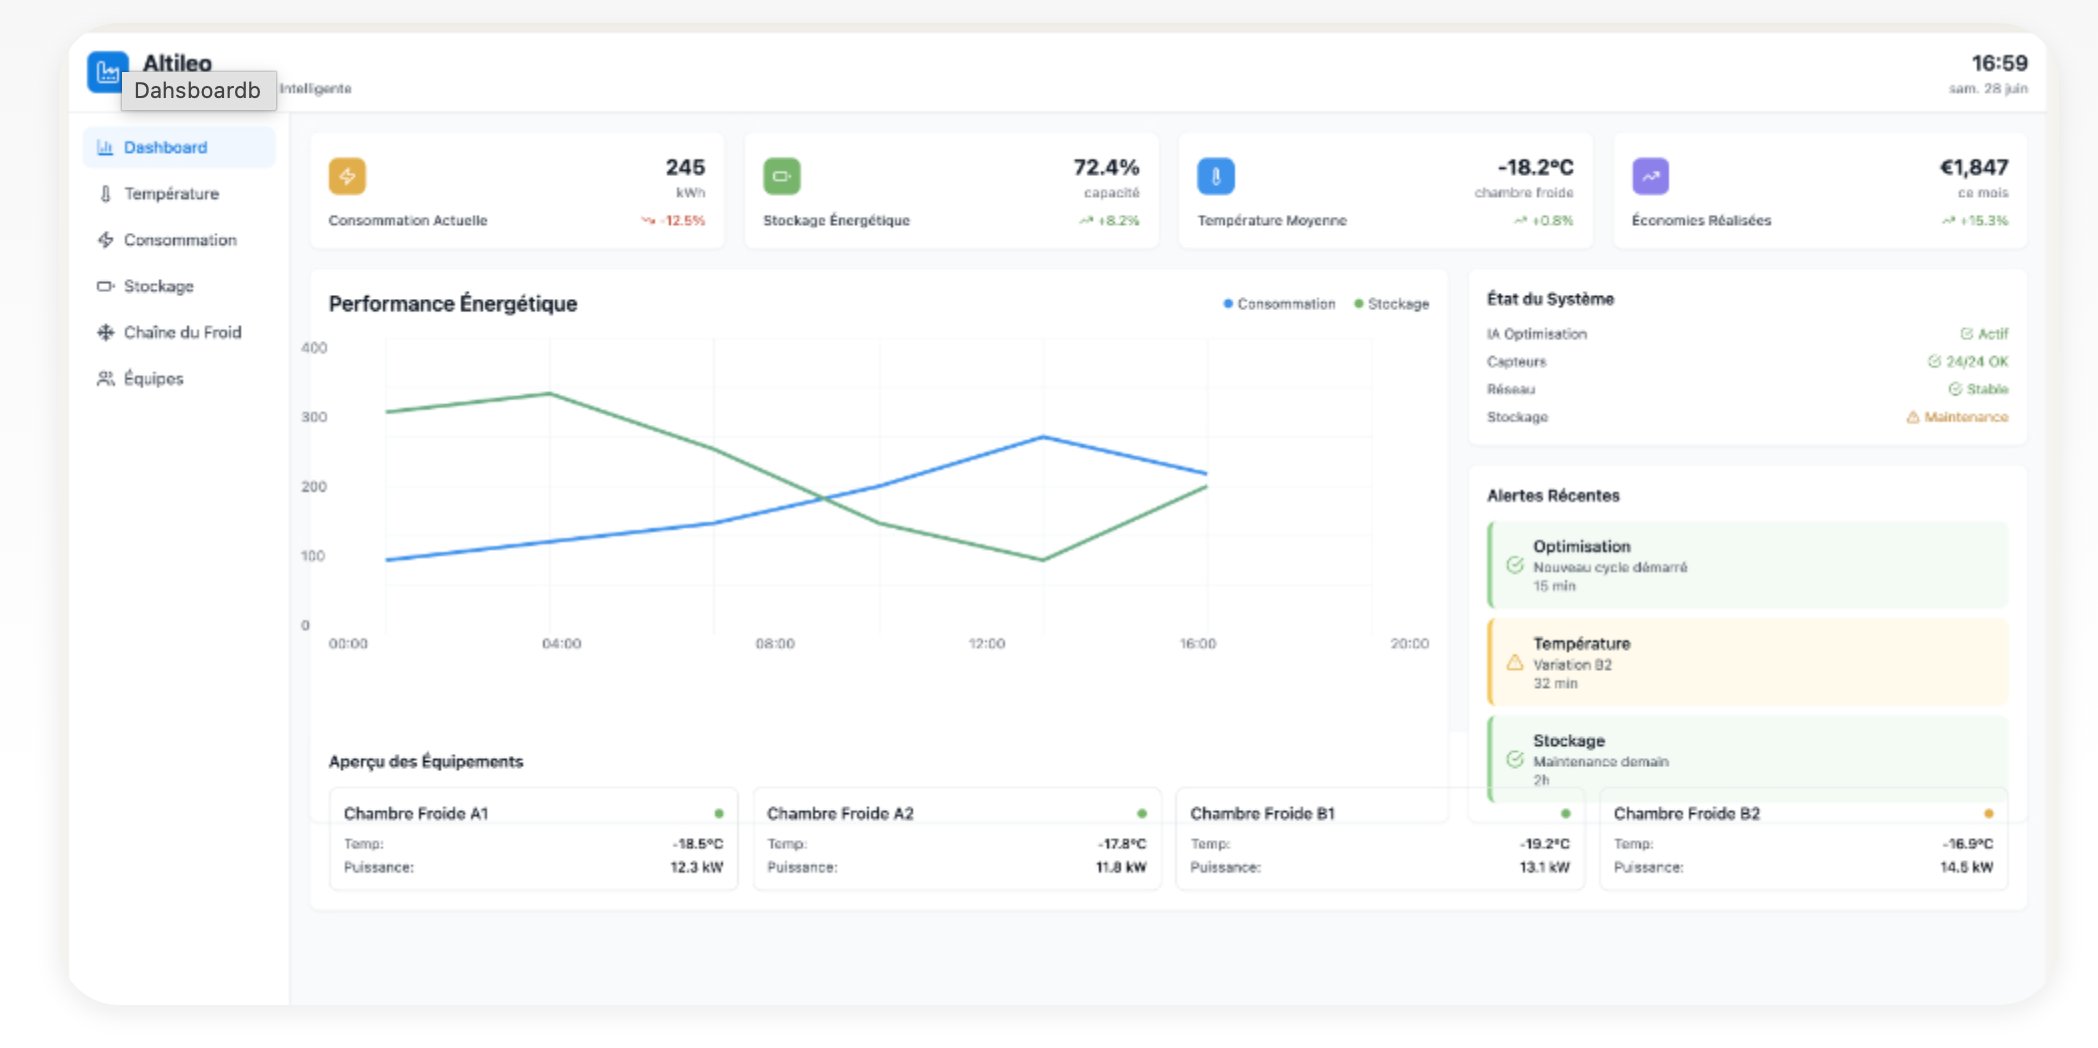 Altileo
Dahsboardb
Intelligente
16:59
sam. 28 juin
Dashboard
Température
Consommation
Stockage
Chaîne du Froid
Équipes
245
kWh
Consommation Actuelle
-12.5%
72.4%
capacité
Stockage Énergétique
+8.2%
-18.2°C
chambre froide
Température Moyenne
+0.8%
€1,847
ce mois
Économies Réalisées
+15.3%
Performance Énergétique
Consommation
Stockage
400
300
200
100
0
00:00
04:00
08:00
12:00
16:00
20:00
État du Système
IA Optimisation
Actif
Capteurs
24/24 OK
Réseau
Stable
Stockage
Maintenance
Alertes Récentes
Optimisation
Nouveau cycle démarré
15 min
Température
Variation B2
32 min
Stockage
Maintenance demain
2h
Aperçu des Équipements
Chambre Froide A1
Temp:
-18.5°C
Puissance:
12.3 kW
Chambre Froide A2
Temp:
-17.8°C
Puissance:
11.8 kW
Chambre Froide B1
Temp:
-19.2°C
Puissance:
13.1 kW
Chambre Froide B2
Temp:
-16.9°C
Puissance:
14.5 kW